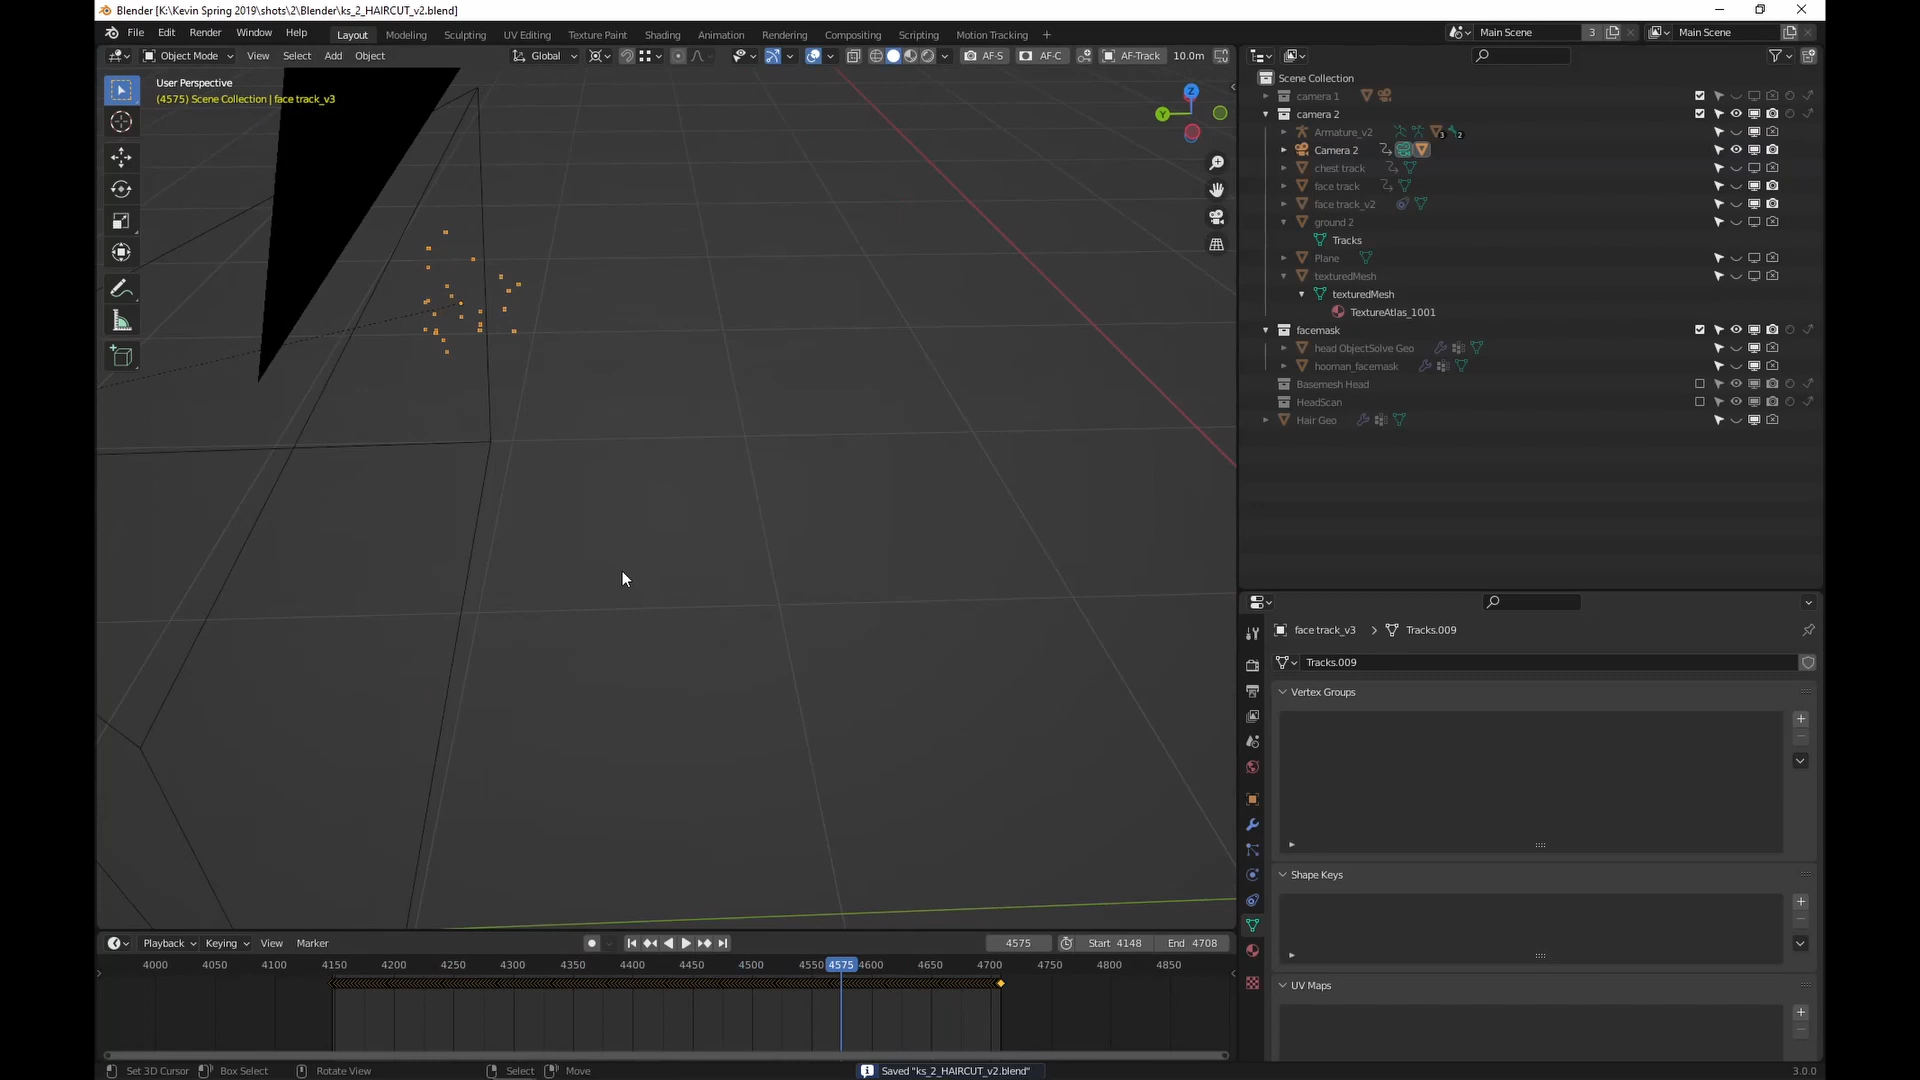 Blender [K:\Kevin Spring 2019\shots\2\Blender\ks_2_HAIRCUT_v2.blend]
File Edit Render Window Help Layout Modeling Sculpting UV Editing Texture Paint Shading Animation Rendering Compositing Scripting Geometry Motion Tracking + Main Scene 3 Main Scene
Object Mode View Select Add Object Global AF-S AF-C AF-Track 10.0m
User Perspective
(4575) Scene Collection | face track_v3
Z
Y
Scene Collection
camera 1
camera 2
Armature_v2 3 2
Camera 2
chest track
face track
face track_v2
ground 2
Tracks
Plane
texturedMesh
texturedMesh
TextureAtlas_1001
facemask
head ObjectSolve Geo
hooman_facemask
Basemesh Head
HeadScan
Hair Geo
face track_v3 > Tracks.009
Tracks.009
Vertex Groups
Shape Keys
UV Maps
Playback Keying View Marker 4575 Start 4148 End 4708
4000 4050 4100 4150 4200 4250 4300 4350 4400 4450 4500 4550 4575 4600 4650 4700 4750 4800 4850
Set 3D Cursor Box Select Rotate View Select Move Saved "ks_2_HAIRCUT_v2.blend" 3.0.0